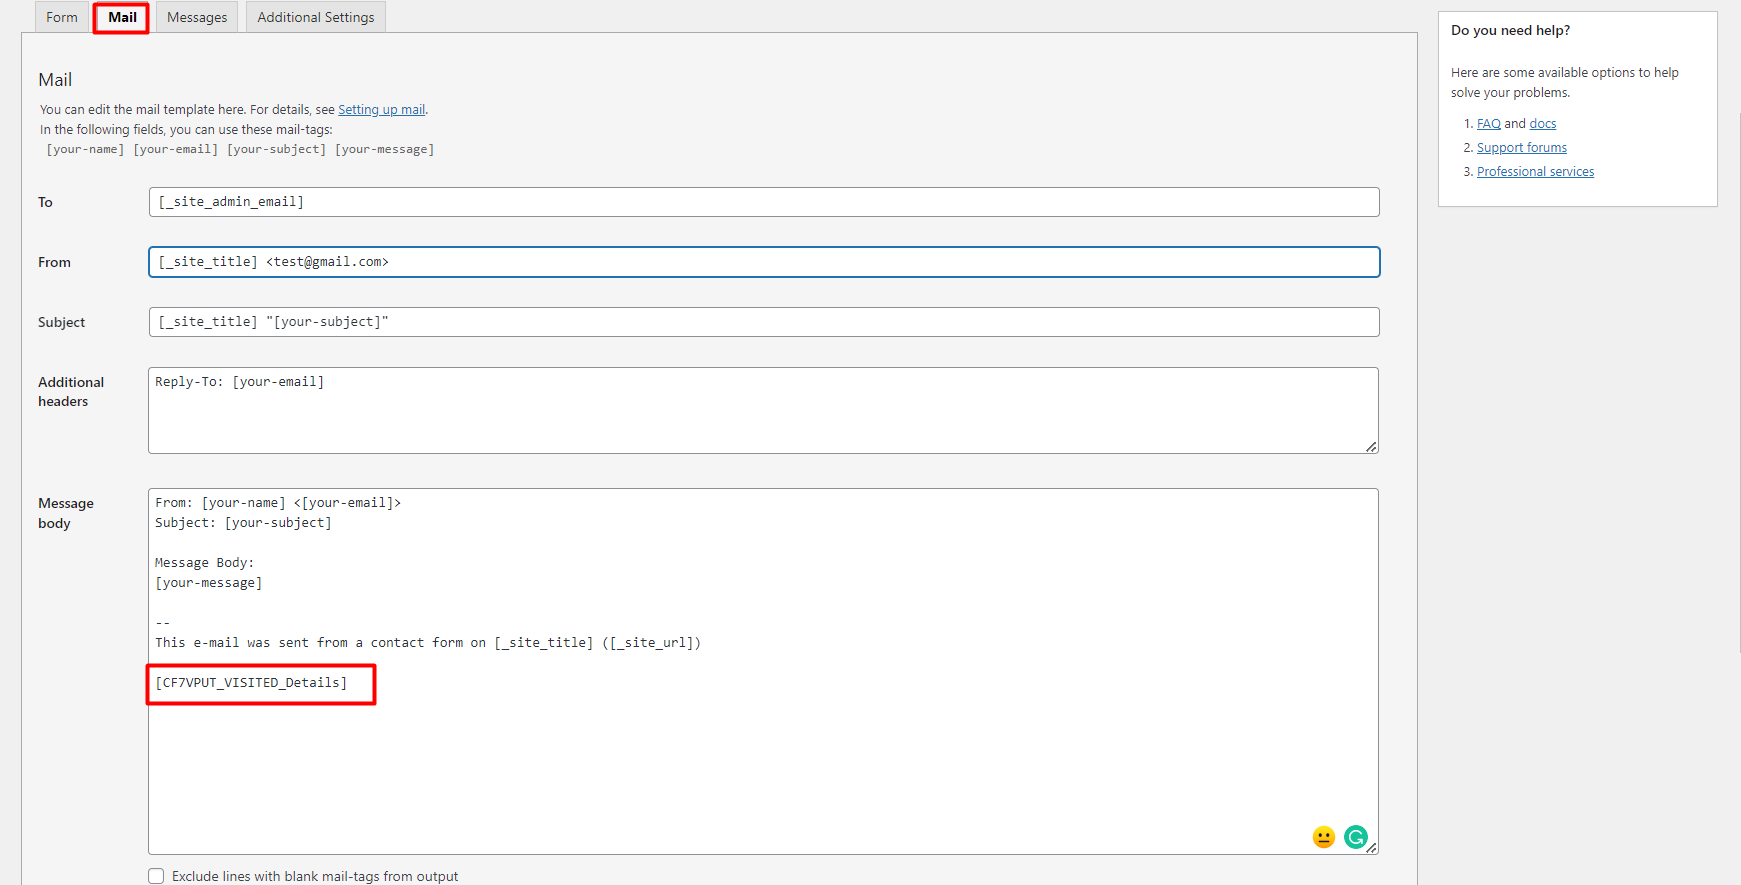 Form
Mail
Messages
Additional Settings
Mail
You can edit the mail template here. For details, see Setting up mail.
In the following fields, you can use these mail-tags:
[your-name] [your-email] [your-subject] [your-message]
To
[_site_admin_email]
From
[_site_title] <test@gmail.com>
Subject
[_site_title] "[your-subject]"
Additional
headers
Reply-To: [your-email]
Message
body
From: [your-name] <[your-email]>
Subject: [your-subject]
Message Body:
[your-message]
--
This e-mail was sent from a contact form on [_site_title] ([_site_url])
[CF7VPUT_VISITED_Details]
Exclude lines with blank mail-tags from output
Do you need help?
Here are some available options to help
solve your problems.
1. FAQ and docs
2. Support forums
3. Professional services